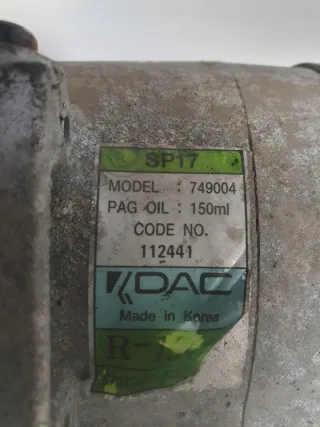 SP17
MODEL : 749004
PAG OIL : 150ml
CODE NO.
112441
DAC
Made in Korea